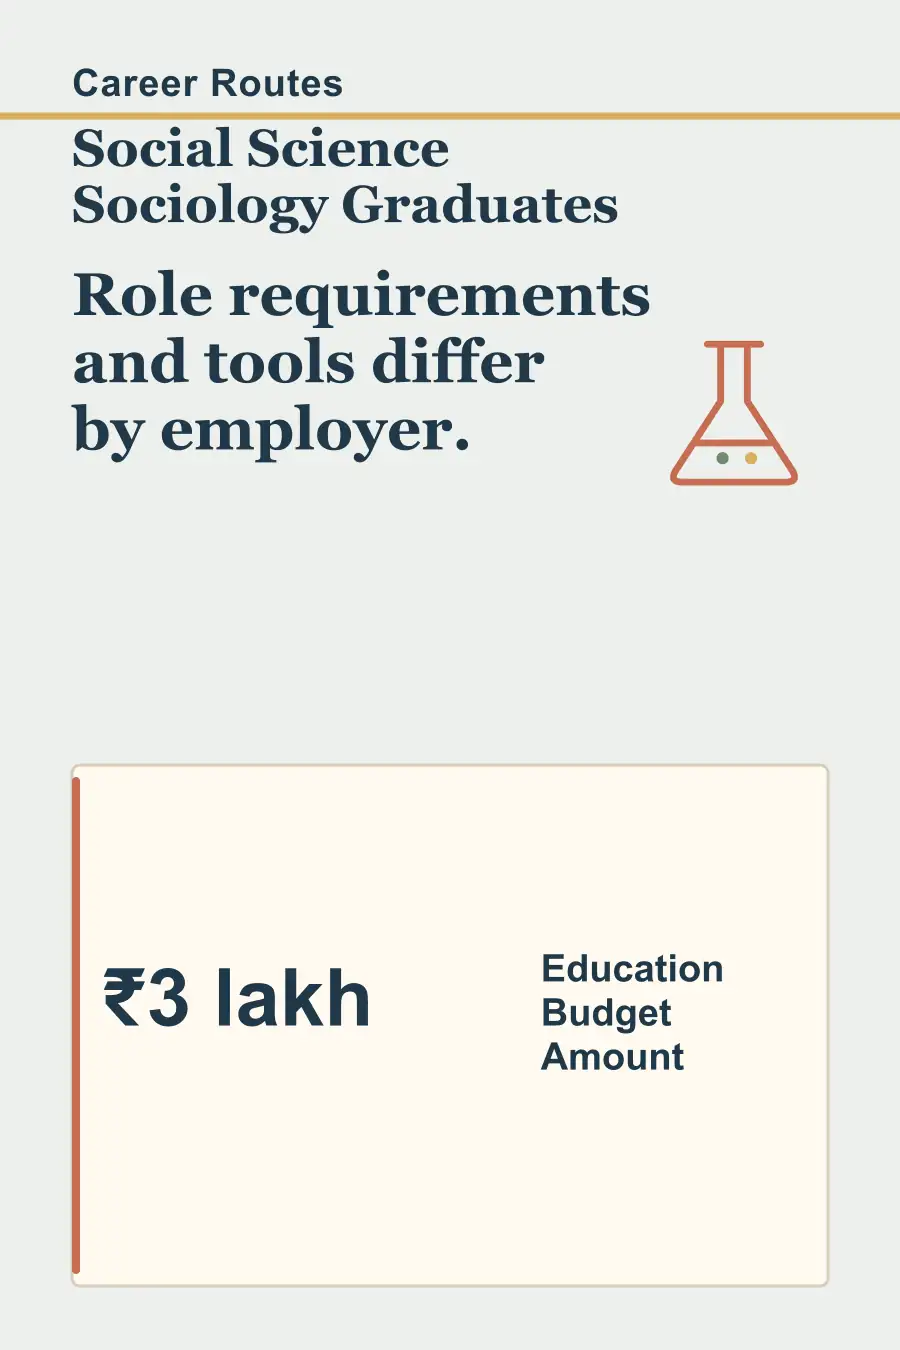 Career Routes
Social Science
Sociology Graduates
Role requirements
and tools differ
by employer.
₹3 lakh
Education
Budget
Amount